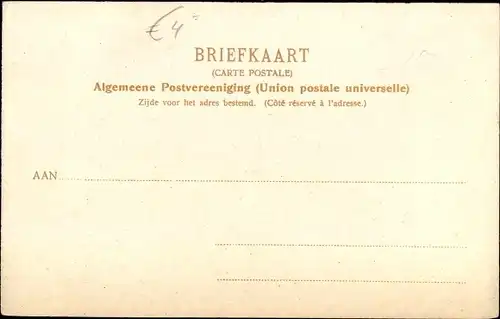 € 4
BRIEFKAART
(CARTE POSTALE)
Algemeene Postvereeniging (Union postale universelle)
Zijde voor het adres bestemd. (Côté réservé à l'adresse.)
AAN